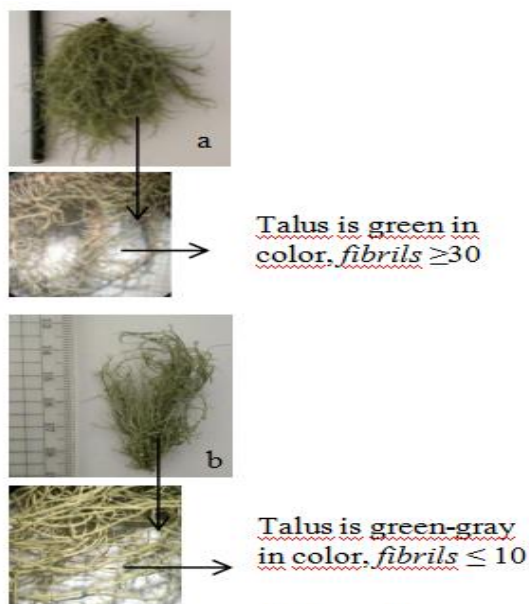 a
Talus is green in
color, fibrils ≥30
b
Talus is green-gray
in color, fibrils ≤ 10